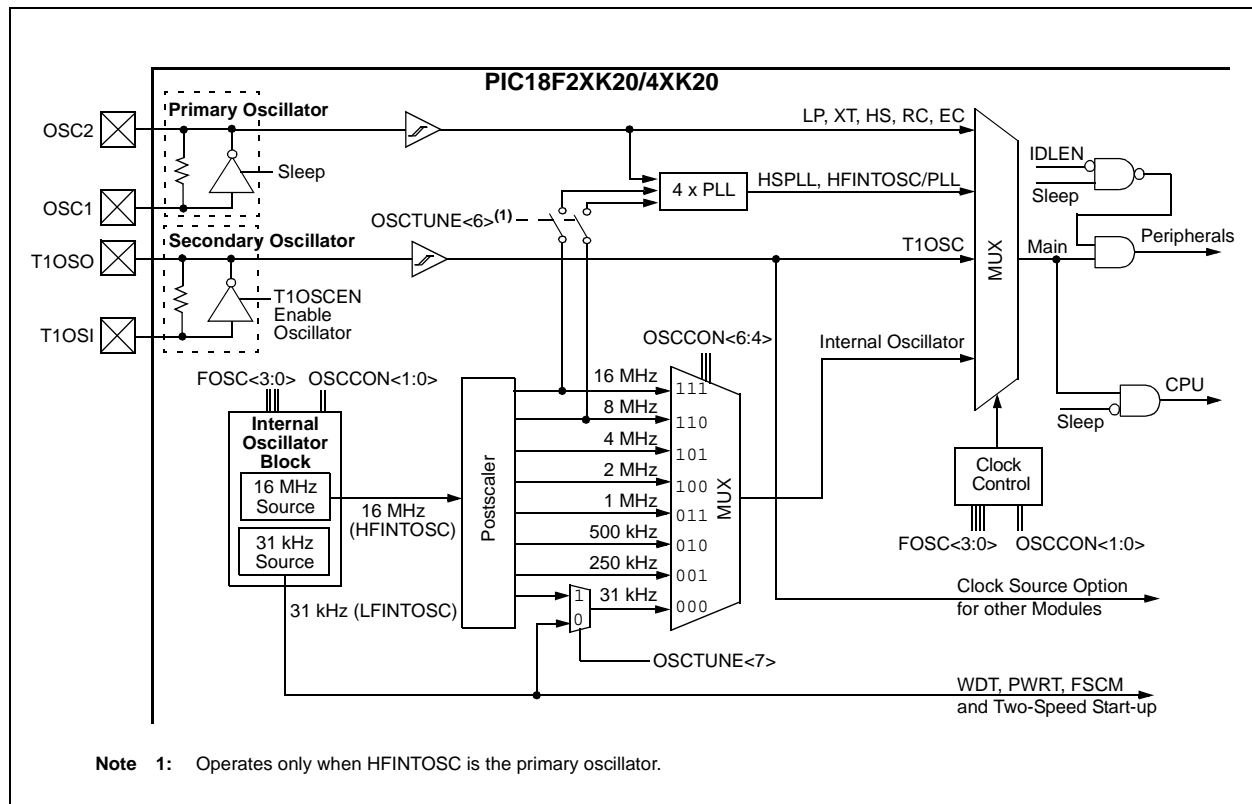 PIC18F2XK20/4XK20
Primary Oscillator
OSC2
OSC1
Sleep
LP, XT, HS, RC, EC
4 x PLL
HSPLL, HFINTOSC/PLL
OSCTUNE<6>(1)
Secondary Oscillator
T1OSO
T1OSI
T1OSCEN
Enable
Oscillator
T1OSC
MUX
IDLEN
Sleep
Main
Peripherals
Internal Oscillator
CPU
Sleep
OSCCON<6:4>
FOSC<3:0>
OSCCON<1:0>
Internal
Oscillator
Block
16 MHz
Source
31 kHz
Source
16 MHz
(HFINTOSC)
31 kHz (LFINTOSC)
Postscaler
16 MHz
111
8 MHz
110
4 MHz
101
2 MHz
100
1 MHz
011
500 kHz
010
250 kHz
001
31 kHz
000
1
0
MUX
OSCTUNE<7>
Clock
Control
FOSC<3:0>
OSCCON<1:0>
Clock Source Option
for other Modules
WDT, PWRT, FSCM
and Two-Speed Start-up
Note 1: Operates only when HFINTOSC is the primary oscillator.